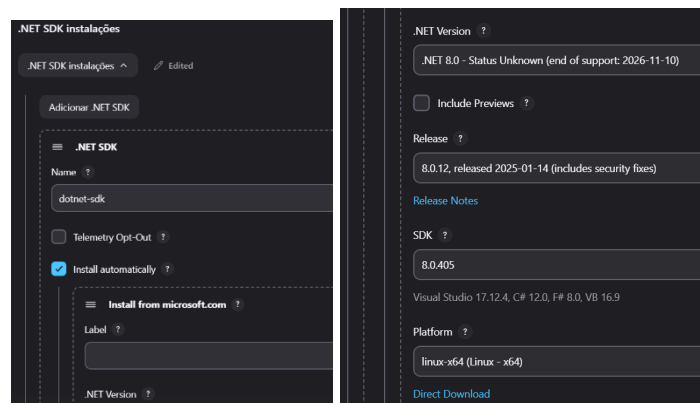 .NET SDK instalações
.NET SDK instalações
Edited
Adicionar .NET SDK
.NET SDK
Name ?
dotnet-sdk
Telemetry Opt-Out ?
Install automatically ?
Install from microsoft.com ?
Label ?
.NET Version ?
.NET Version ?
.NET 8.0 - Status Unknown (end of support: 2026-11-10)
Include Previews ?
Release ?
8.0.12, released 2025-01-14 (includes security fixes)
Release Notes
SDK ?
8.0.405
Visual Studio 17.12.4, C# 12.0, F# 8.0, VB 16.9
Platform ?
linux-x64 (Linux - x64)
Direct Download